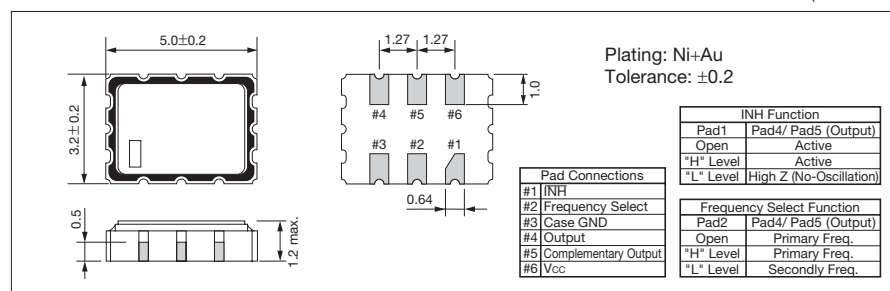 5.0±0.2
3.2±0.2
0.5
1.2 max.
1.27 1.27
1.0
#4 #5 #6
#3 #2 #1
0.64
Plating: Ni+Au
Tolerance: ±0.2
Pad Connections
#1 INH
#2 Frequency Select
#3 Case GND
#4 Output
#5 Complementary Output
#6 Vcc
INH Function
Pad1 Pad4/ Pad5 (Output)
Open Active
"H" Level Active
"L" Level High Z (No-Oscillation)
Frequency Select Function
Pad2 Pad4/ Pad5 (Output)
Open Primary Freq.
"H" Level Primary Freq.
"L" Level Secondly Freq.